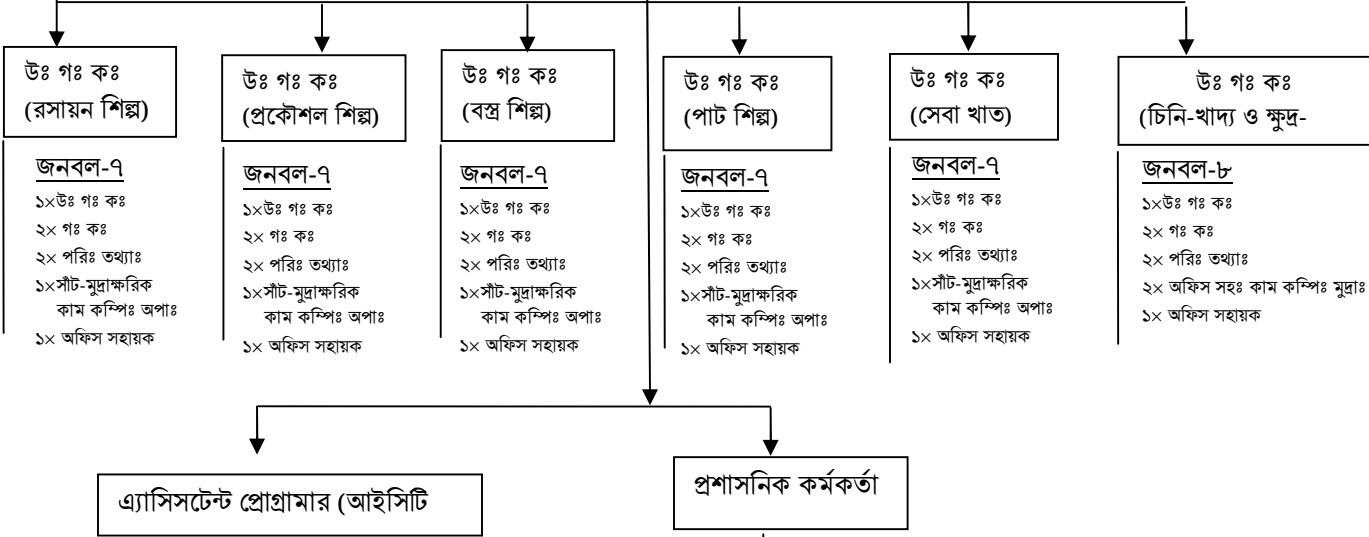 উঃ গঃ কঃ
(রসায়ন শিল্প)
জনবল-৭
১×উঃ গঃ কঃ
২× গঃ কঃ
২× পরিঃ তথ্যাঃ
১×সাঁট-মুদ্রাক্ষরিক
কাম কম্পিঃ অপাঃ
১× অফিস সহায়ক
উঃ গঃ কঃ
(প্রকৌশল শিল্প)
জনবল-৭
১×উঃ গঃ কঃ
২× গঃ কঃ
২× পরিঃ তথ্যাঃ
১×সাঁট-মুদ্রাক্ষরিক
কাম কম্পিঃ অপাঃ
১× অফিস সহায়ক
উঃ গঃ কঃ
(বস্ত্র শিল্প)
জনবল-৭
১×উঃ গঃ কঃ
২× গঃ কঃ
২× পরিঃ তথ্যাঃ
১×সাঁট-মুদ্রাক্ষরিক
কাম কম্পিঃ অপাঃ
১× অফিস সহায়ক
উঃ গঃ কঃ
(পাট শিল্প)
জনবল-৭
১×উঃ গঃ কঃ
২× গঃ কঃ
২× পরিঃ তথ্যাঃ
১×সাঁট-মুদ্রাক্ষরিক
কাম কম্পিঃ অপাঃ
১× অফিস সহায়ক
উঃ গঃ কঃ
(সেবা খাত)
জনবল-৭
১×উঃ গঃ কঃ
২× গঃ কঃ
২× পরিঃ তথ্যাঃ
১×সাঁট-মুদ্রাক্ষরিক
কাম কম্পিঃ অপাঃ
১× অফিস সহায়ক
উঃ গঃ কঃ
(চিনি-খাদ্য ও ক্ষুদ্র-
জনবল-৮
১×উঃ গঃ কঃ
২× গঃ কঃ
২× পরিঃ তথ্যাঃ
২× অফিস সহঃ কাম কম্পিঃ মুদ্রাঃ
১× অফিস সহায়ক
এ্যাসিসটেন্ট প্রোগ্রামার (আইসিটি
প্রশাসনিক কর্মকর্তা